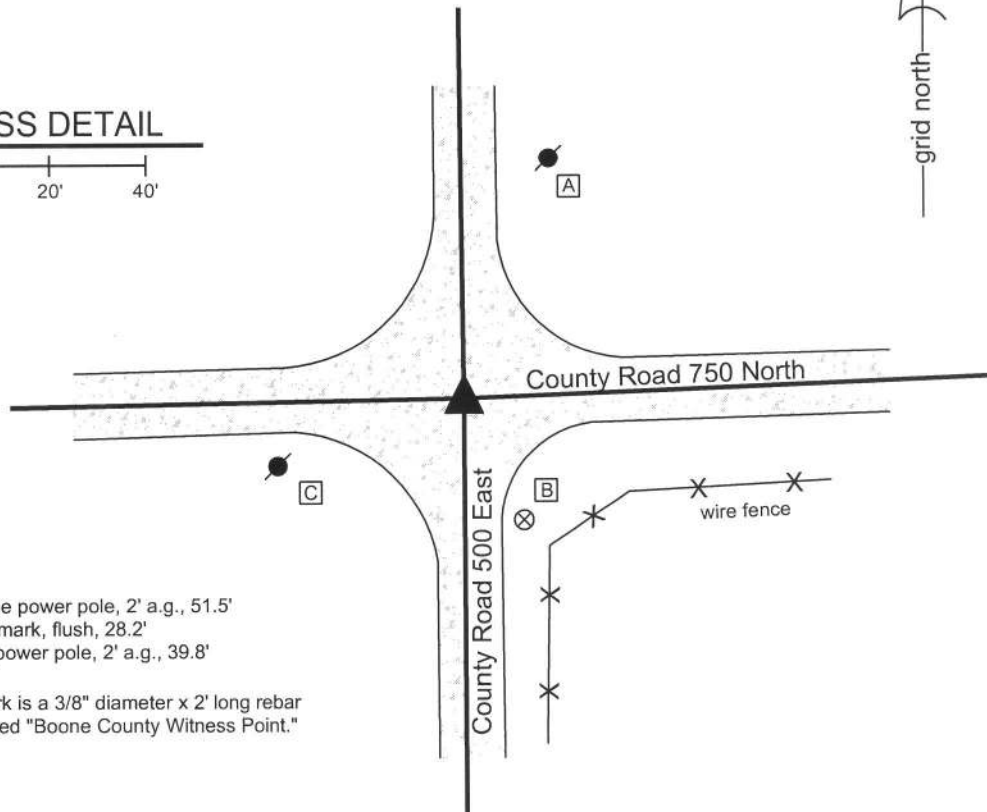 SS DETAIL
20' 40'
grid north
A
County Road 750 North
C
B
wire fence
County Road 500 East
e power pole, 2' a.g., 51.5'
mark, flush, 28.2'
power pole, 2' a.g., 39.8'
rk is a 3/8" diameter x 2' long rebar
ed "Boone County Witness Point."